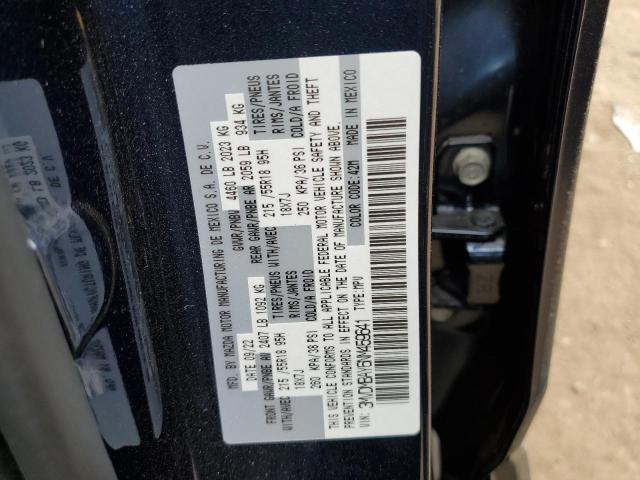 MFG. BY MAZDA MOTOR MANUFACTURING DE MEXICO S.A. DE C.V.
DATE 09/22 GVWR/PNBV 4460 LB 2023 KG
FRONT GAWR/PNBE AV 2407 LB 1092 KG REAR GAWR/PNBE AR 2059 LB 934 KG
TIRES/PNEUS TIRES/PNEUS
WITH/AVEC 215 /55R18 95H RIMS/JANTES WITH/AVEC 215 /55R18 95H RIMS/JANTES
18X7J COLD/A FROID 18X7J COLD/A FROID
260 KPA/38 PSI 250 KPA/36 PSI
THIS VEHICLE CONFORMS TO ALL APPLICABLE FEDERAL MOTOR VEHICLE SAFETY AND THEFT
PREVENTION STANDARDS IN EFFECT ON THE DATE OF MANUFACTURE SHOWN ABOVE.
VIN: TYPE:MPV COLOR CODE: 42M MADE IN MEXICO